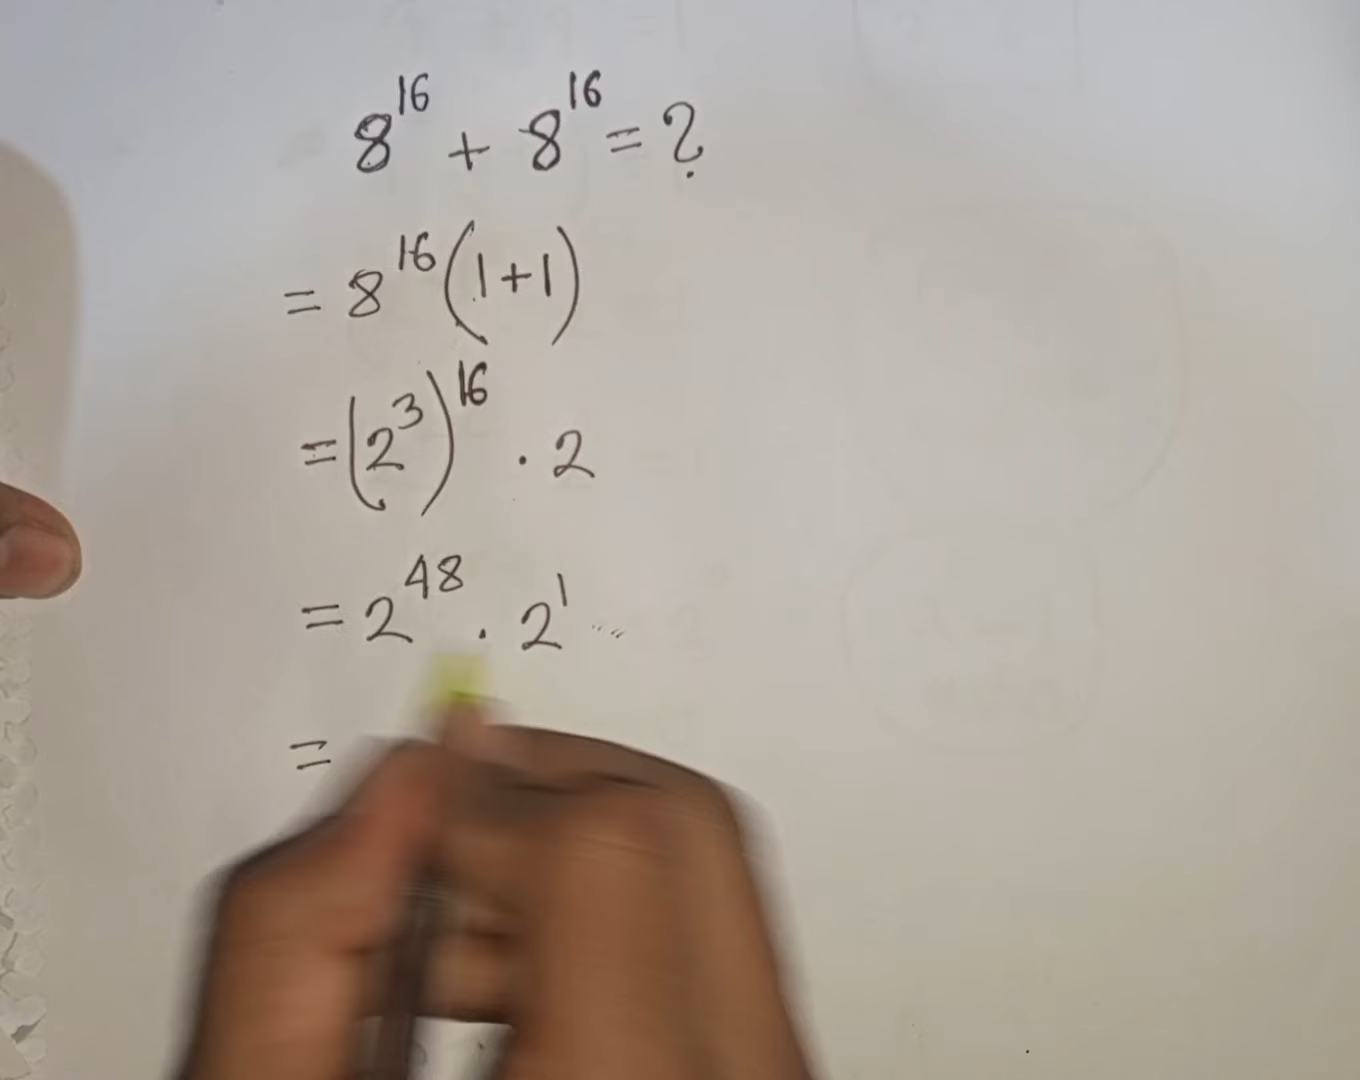 8^16 + 8^16 = ?
= 8^16 (1+1)
= (2^3)^16 . 2
= 2^48 . 2^1
=